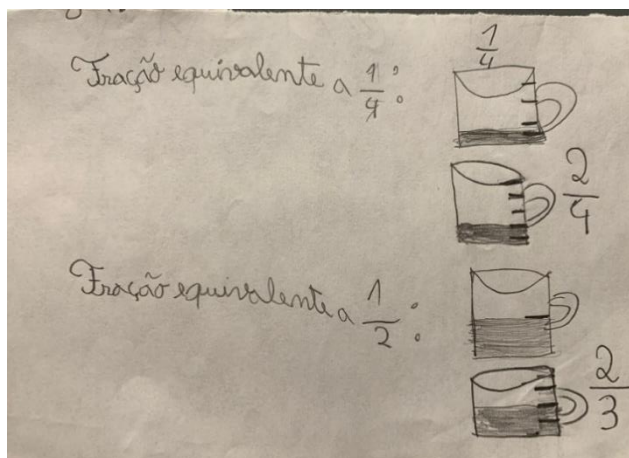 Fração equivalente a 1/4:
1/4
2/4
Fração equivalente a 1/2:
2/3